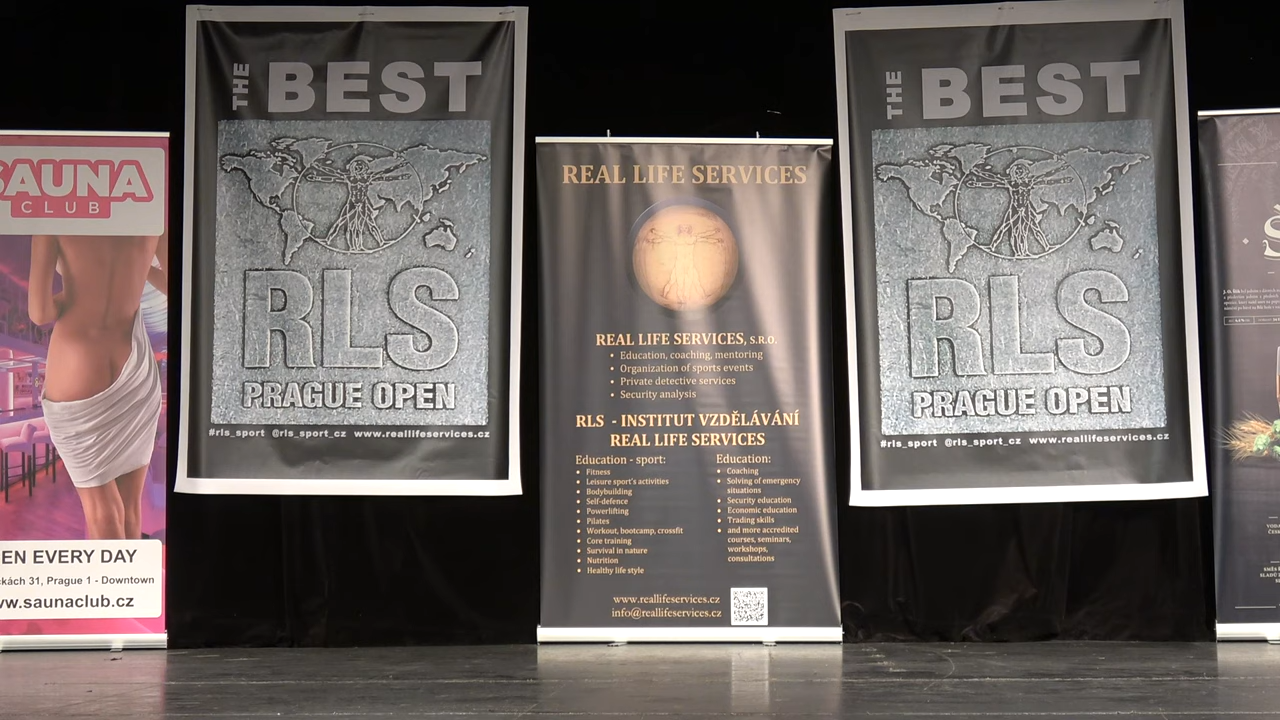 SAUNA
CLUB
EN EVERY DAY
ckách 31, Prague 1 - Downtown
ww.saunaclub.cz
THE BEST
RLS
PRAGUE OPEN
#rls_sport @rls_sport_cz www.reallifeservices.cz
REAL LIFE SERVICES
REAL LIFE SERVICES, S.R.O.
• Education, coaching, mentoring
• Organization of sports events
• Private detective services
• Security analysis
RLS - INSTITUT VZDĚLÁVÁNÍ
REAL LIFE SERVICES
Education - sport:
• Fitness
• Leisure sport's activities
• Bodybuilding
• Self-defence
• Powerlifting
• Pilates
• Workout, bootcamp, crossfit
• Core training
• Survival in nature
• Nutrition
• Healthy life style
Education:
• Coaching
• Solving of emergency
situations
• Security education
• Economic education
• Trading skills
• and more accredited
courses, seminars,
workshops,
consultations
www.reallifeservices.cz
info@reallifeservices.cz
THE BEST
RLS
PRAGUE OPEN
#rls_sport @rls_sport_cz www.reallifeservices.cz